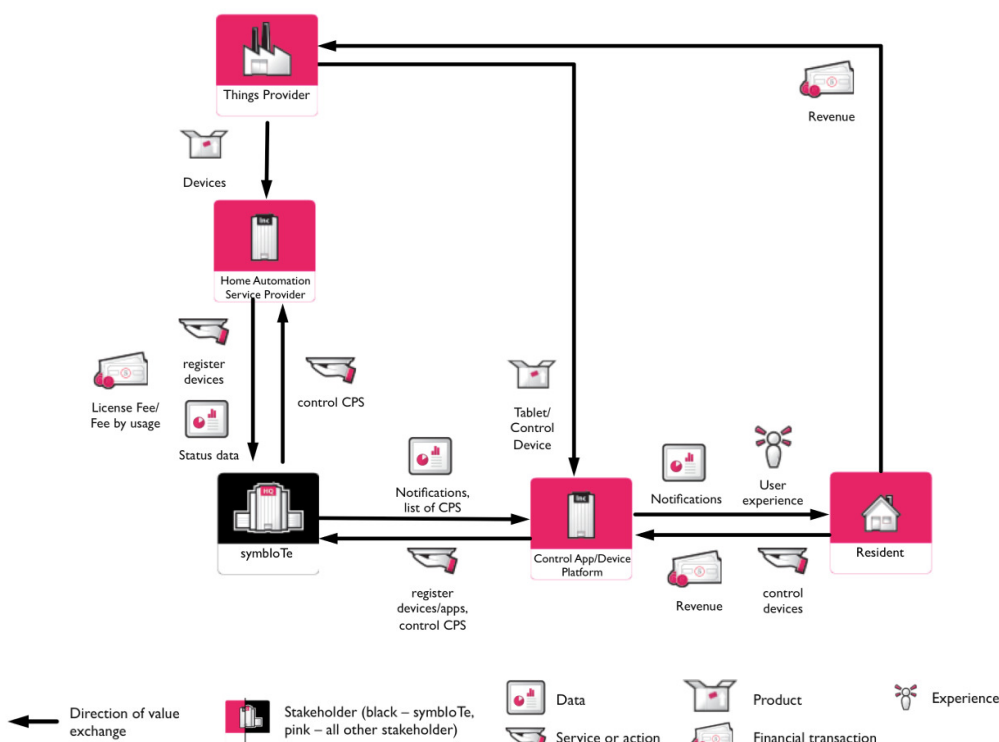 Things Provider
Revenue
Devices
Inc
Home Automation
Service Provider
register
devices
control CPS
License Fee/
Fee by usage
Status data
Tablet/
Control
Device
HQ
symbIoTe
Notifications,
list of CPS
Inc
Control App/Device
Platform
Notifications
User
experience
Resident
register
devices/apps,
control CPS
Revenue
control
devices
Direction of value
exchange
Stakeholder (black – symbIoTe,
pink – all other stakeholder)
Data
Service or action
Product
Financial transaction
Experience